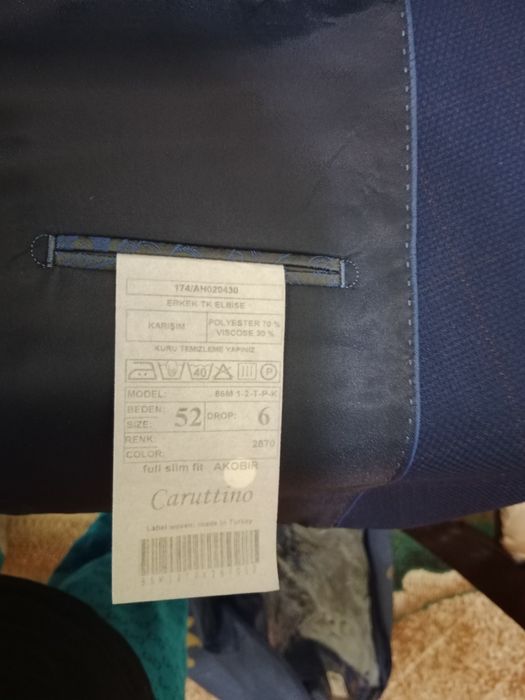 174/AH020430
ERKEK TK ELBİSE
KARIŞIM
POLYESTER 70 %
VISCOSE 30 %
KURU TEMİZLEME YAPINIZ
40 P
MODEL: 86M 1-2-T-P-K
BEDEN: 52 DROP: 6
SIZE:
RENK: 2870
COLOR:
full slim fit AKOBIR
Caruttino
Label woven: made in Turkey